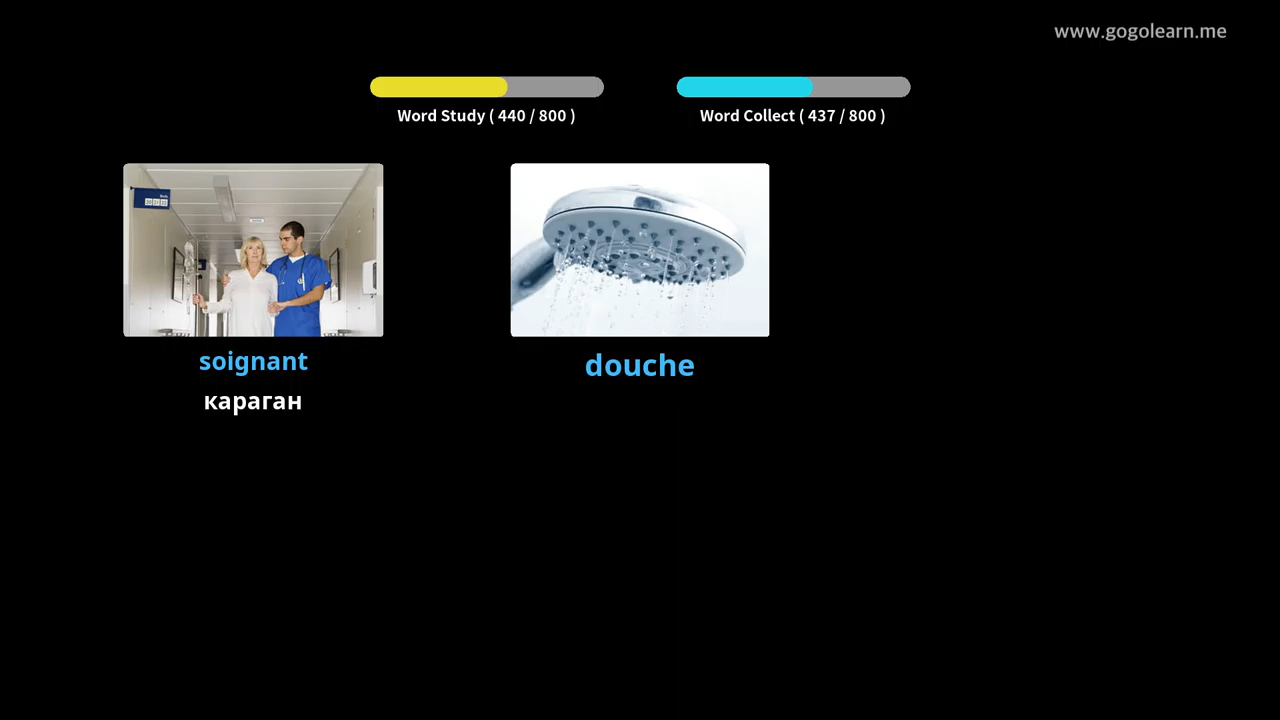 www.gogolearn.me
Word Study ( 440 / 800 )
Word Collect ( 437 / 800 )
soignant
караган
douche